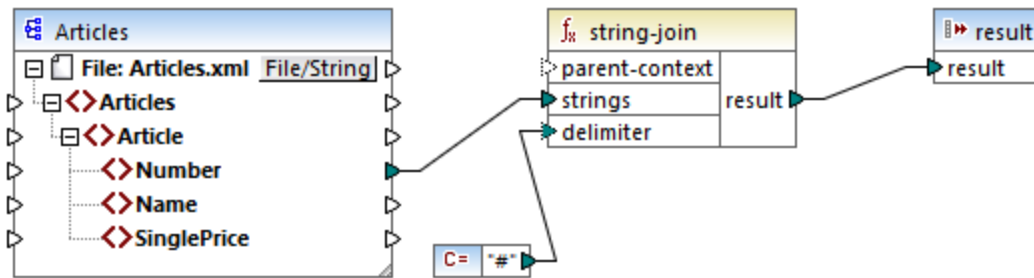 Articles
File: Articles.xml File/String
Articles
Article
Number
Name
SinglePrice
C= "#"
fx string-join
parent-context
strings
delimiter
result
result
result